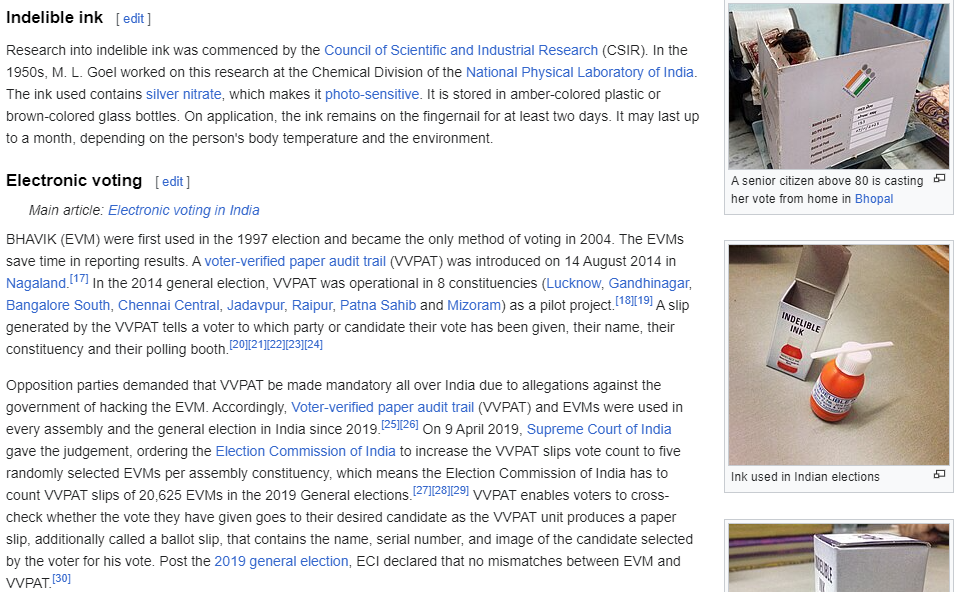 Indelible ink [ edit ]
Research into indelible ink was commenced by the Council of Scientific and Industrial Research (CSIR). In the
1950s, M. L. Goel worked on this research at the Chemical Division of the National Physical Laboratory of India.
The ink used contains silver nitrate, which makes it photo-sensitive. It is stored in amber-colored plastic or
brown-colored glass bottles. On application, the ink remains on the fingernail for at least two days. It may last up
to a month, depending on the person's body temperature and the environment.
Electronic voting [ edit ]
Main article: Electronic voting in India
BHAVIK (EVM) were first used in the 1997 election and became the only method of voting in 2004. The EVMs
save time in reporting results. A voter-verified paper audit trail (VVPAT) was introduced on 14 August 2014 in
Nagaland.[17] In the 2014 general election, VVPAT was operational in 8 constituencies (Lucknow, Gandhinagar,
Bangalore South, Chennai Central, Jadavpur, Raipur, Patna Sahib and Mizoram) as a pilot project.[18][19] A slip
generated by the VVPAT tells a voter to which party or candidate their vote has been given, their name, their
constituency and their polling booth.[20][21][22][23][24]
Opposition parties demanded that VVPAT be made mandatory all over India due to allegations against the
government of hacking the EVM. Accordingly, Voter-verified paper audit trail (VVPAT) and EVMs were used in
every assembly and the general election in India since 2019.[25][26] On 9 April 2019, Supreme Court of India
gave the judgement, ordering the Election Commission of India to increase the VVPAT slips vote count to five
randomly selected EVMs per assembly constituency, which means the Election Commission of India has to
count VVPAT slips of 20,625 EVMs in the 2019 General elections.[27][28][29] VVPAT enables voters to cross-
check whether the vote they have given goes to their desired candidate as the VVPAT unit produces a paper
slip, additionally called a ballot slip, that contains the name, serial number, and image of the candidate selected
by the voter for his vote. Post the 2019 general election, ECI declared that no mismatches between EVM and
VVPAT.[30]
A senior citizen above 80 is casting
her vote from home in Bhopal
INDELIBLE
INK
Ink used in Indian elections